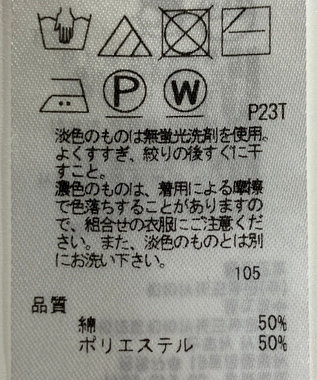 P W
P23T
淡色のものは無蛍光洗剤を使用。
よくすすぎ、絞りの後すぐに干
すこと。
濃色のものは、着用による摩擦
で色落ちすることがありますの
で、組合せの衣服にご注意くだ
さい。また、淡色のものとは別
にお洗い下さい。
105
品質
綿 50%
ポリエステル 50%